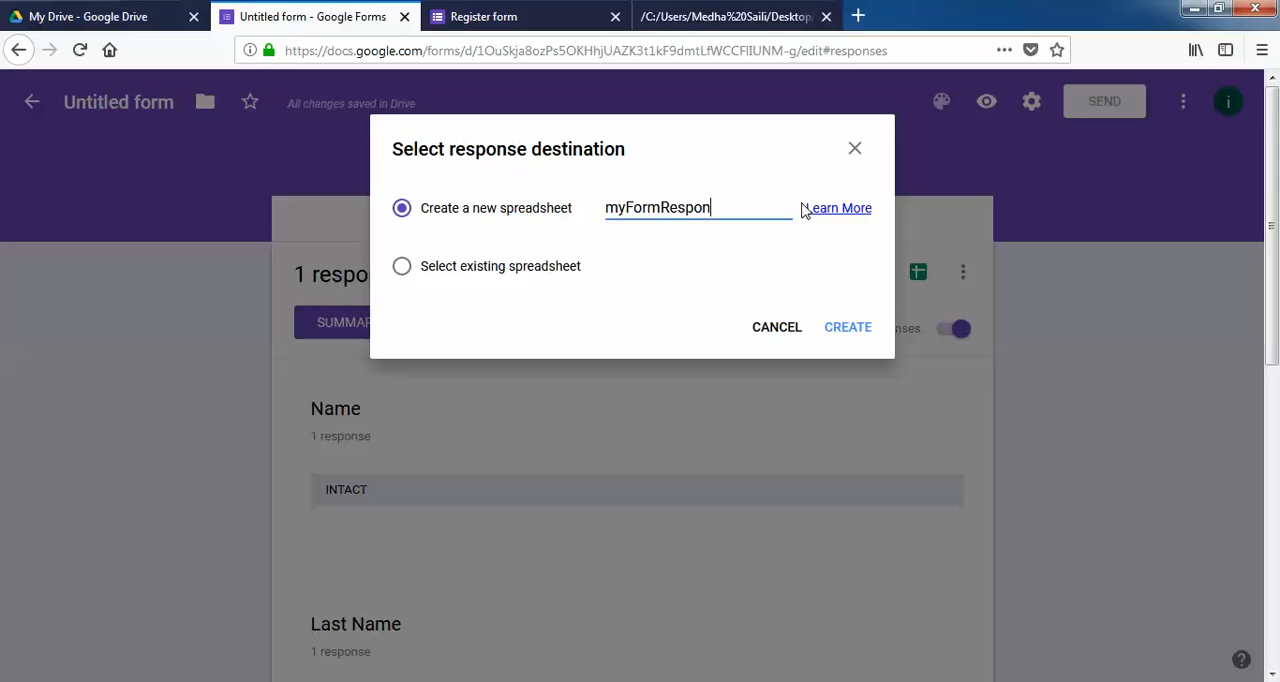 My Drive - Google Drive
Untitled form - Google Forms
Register form
/C:/Users/Medha%20Saili/Desktop/
https://docs.google.com/forms/d/1OuSkja8ozPs5OKHhjUAZK3t1kF9dmtLfWCCFlIUNM-g/edit#responses
Untitled form
All changes saved in Drive
SEND
i
Select response destination
Create a new spreadsheet
myFormRespon
Learn More
Select existing spreadsheet
1 respo
SUMMAR
nses
CANCEL
CREATE
Name
1 response
INTACT
Last Name
1 response